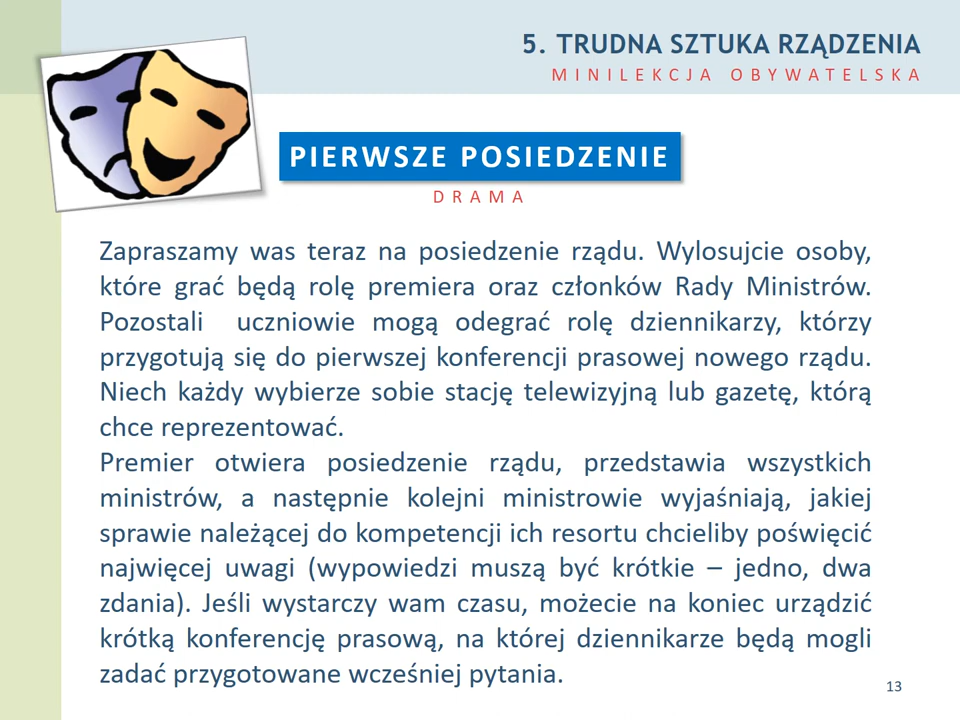 5. TRUDNA SZTUKA RZĄDZENIA
MINILEKCJA OBYWATELSKA
PIERWSZE POSIEDZENIE
DRAMA
Zapraszamy was teraz na posiedzenie rządu. Wylosujcie osoby,
które grać będą rolę premiera oraz członków Rady Ministrów.
Pozostali uczniowie mogą odegrać rolę dziennikarzy, którzy
przygotują się do pierwszej konferencji prasowej nowego rządu.
Niech każdy wybierze sobie stację telewizyjną lub gazetę, którą
chce reprezentować.
Premier otwiera posiedzenie rządu, przedstawia wszystkich
ministrów, a następnie kolejni ministrowie wyjaśniają, jakiej
sprawie należącej do kompetencji ich resortu chcieliby poświęcić
najwięcej uwagi (wypowiedzi muszą być krótkie – jedno, dwa
zdania). Jeśli wystarczy wam czasu, możecie na koniec urządzić
krótką konferencję prasową, na której dziennikarze będą mogli
zadać przygotowane wcześniej pytania.
13